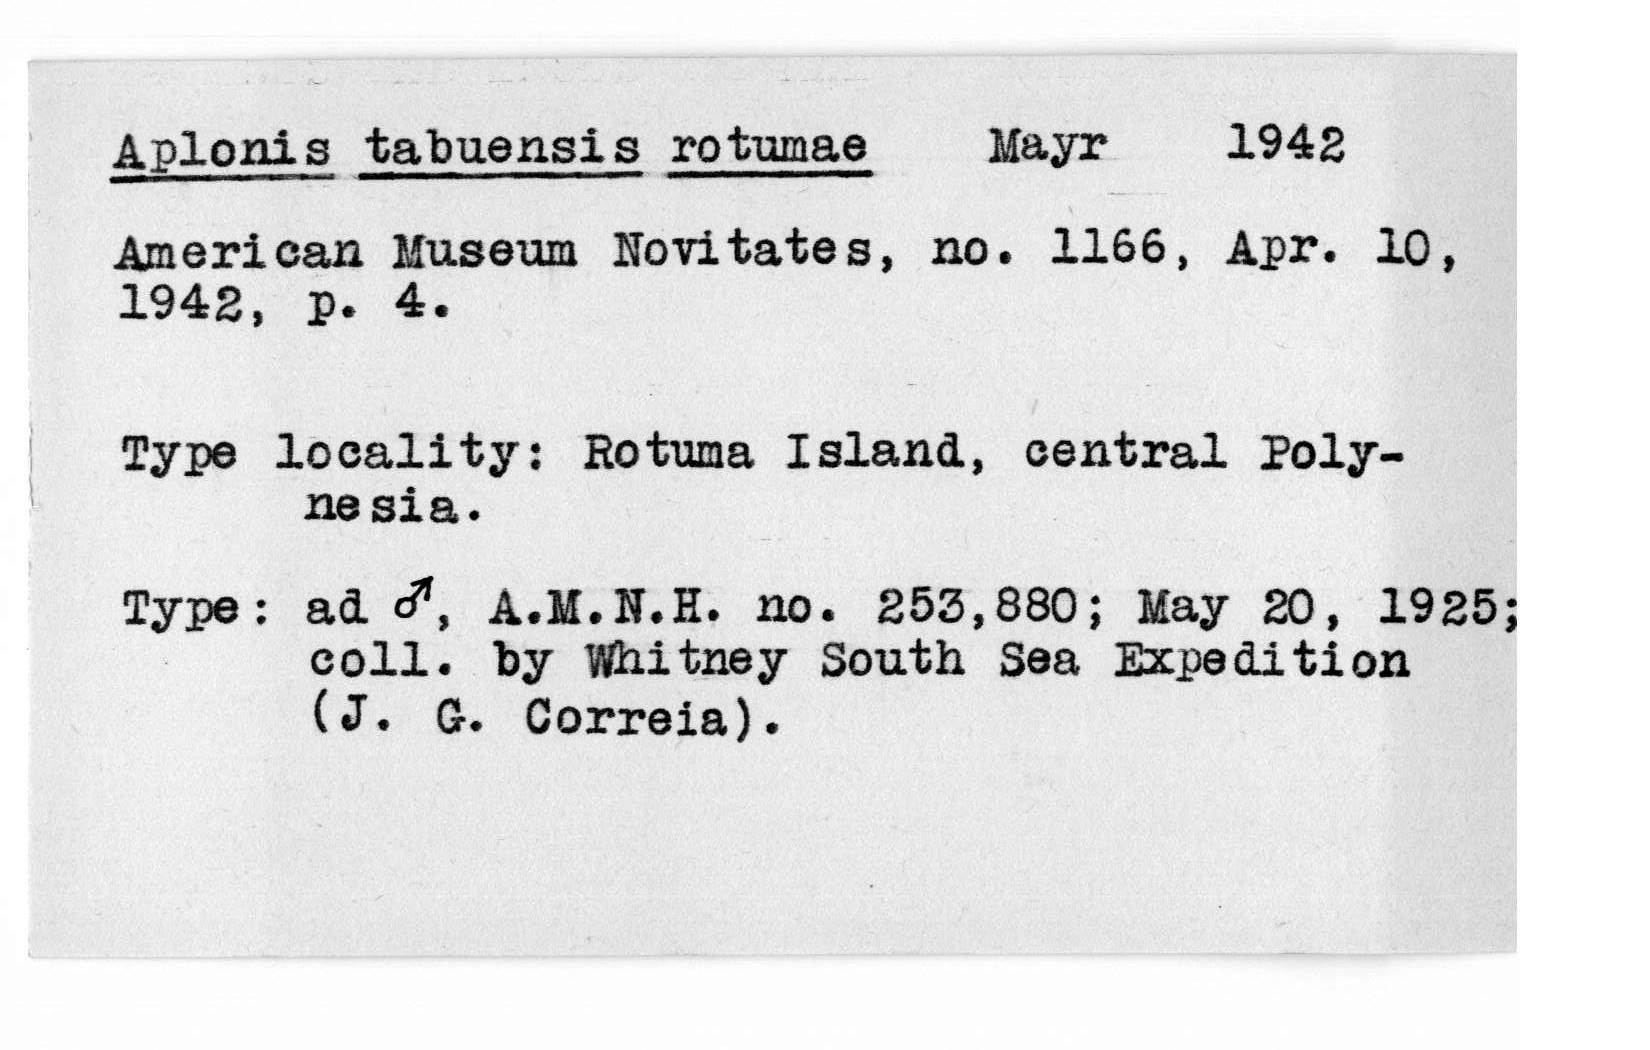 Aplonis tabuensis rotumae Mayr 1942
American Museum Novitates, no. 1166, Apr. 10,
1942, p. 4.
Type locality: Rotuma Island, central Poly-
nesia.
Type: ad ♂, A.M.N.H. no. 253,880; May 20, 1925;
coll. by Whitney South Sea Expedition
(J. G. Correia).